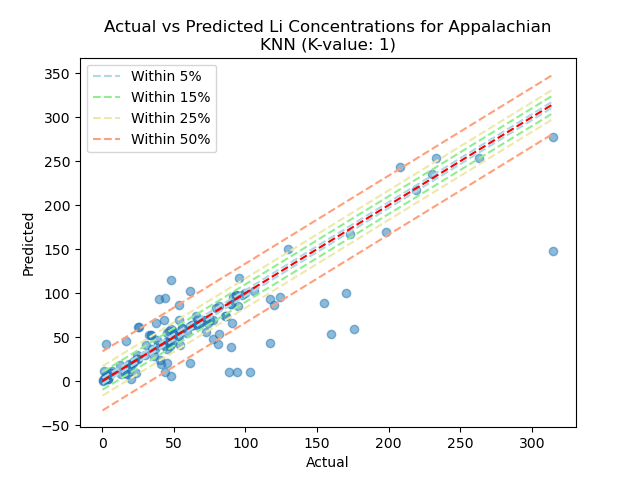 Actual vs Predicted Li Concentrations for Appalachian
KNN (K-value: 1)
Within 5%
Within 15%
Within 25%
Within 50%
350
300
250
200
150
100
50
0
−50
Predicted
0
50
100
150
200
250
300
Actual